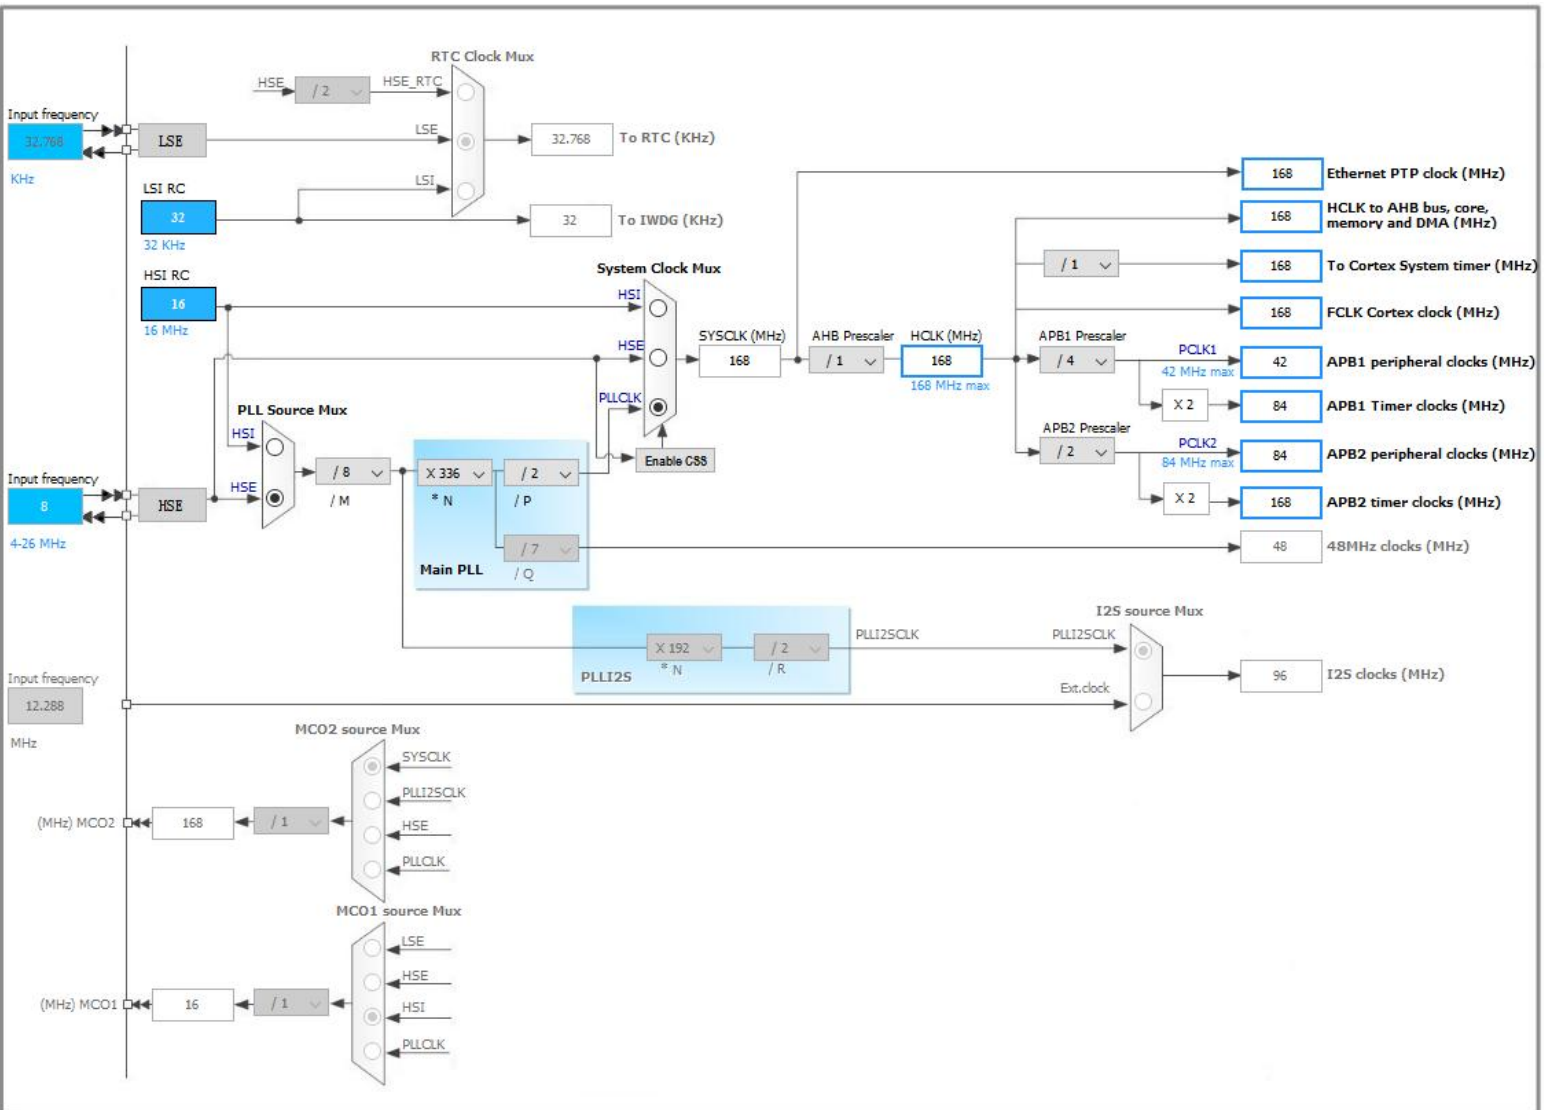 RTC Clock Mux
HSE
/ 2
HSE_RTC
Input frequency
32.768
LSE
LSE
32.768
To RTC (KHz)
KHz
LSI
LSI RC
32
32
To IWDG (KHz)
32 KHz
168
Ethernet PTP clock (MHz)
168
HCLK to AHB bus, core,
memory and DMA (MHz)
HSI RC
16
16 MHz
System Clock Mux
HSI
HSE
PLLCLK
/ 1
168
To Cortex System timer (MHz)
168
FCLK Cortex clock (MHz)
SYSCLK (MHz)
168
AHB Prescaler
/ 1
HCLK (MHz)
168
168 MHz max
APB1 Prescaler
/ 4
PCLK1
42 MHz max
42
APB1 peripheral clocks (MHz)
X 2
84
APB1 Timer clocks (MHz)
APB2 Prescaler
/ 2
PCLK2
84 MHz max
84
APB2 peripheral clocks (MHz)
X 2
168
APB2 timer clocks (MHz)
PLL Source Mux
HSI
HSE
Input frequency
8
4-26 MHz
HSE
/ 8
/ M
X 336
* N
/ 2
/ P
Enable CSS
/ 7
/ Q
Main PLL
48
48MHz clocks (MHz)
X 192
* N
/ 2
/ R
PLLI2S
PLLI2SCLK
I2S source Mux
PLLI2SCLK
Ext.clock
96
I2S clocks (MHz)
Input frequency
12.288
MHz
MCO2 source Mux
SYSCLK
PLLI2SCLK
HSE
PLLCLK
(MHz) MCO2
168
/ 1
MCO1 source Mux
LSE
HSE
HSI
PLLCLK
(MHz) MCO1
16
/ 1